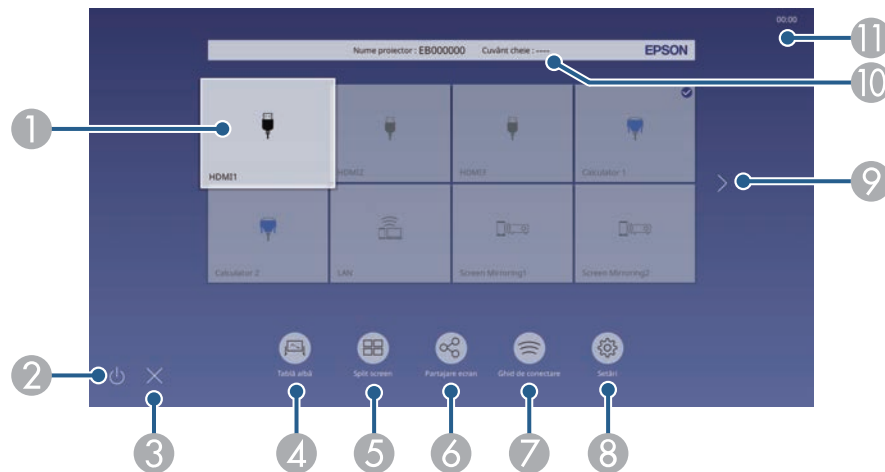 00:00
11
Nume proiector : EB000000 Cuvânt cheie : ---- EPSON
10
1
HDMI1 HDMI2 HDMI3 Calculator 1
9
Calculator 2 LAN Screen Mirroring1 Screen Mirroring2
2
Tablă albă Split screen Partajare ecran Ghid de conectare Setări
3 4 5 6 7 8